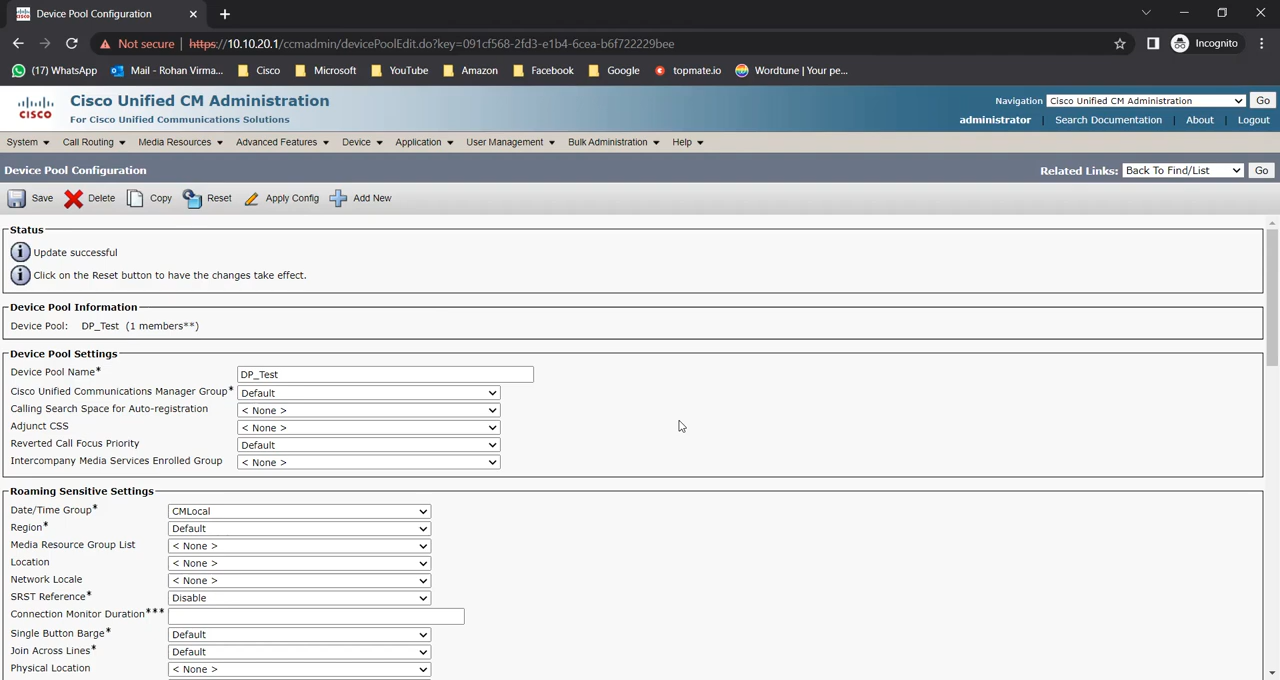 Device Pool Configuration
Incognito
Not secure | https://10.10.20.1/ccmadmin/devicePoolEdit.do?key=091cf568-2fd3-e1b4-6cea-b6f722229bee
(17) WhatsApp Mail - Rohan Virma... Cisco Microsoft YouTube Amazon Facebook Google topmate.io Wordtune | Your pe...
CISCO Cisco Unified CM Administration Navigation Cisco Unified CM Administration Go
For Cisco Unified Communications Solutions administrator | Search Documentation | About | Logout
System Call Routing Media Resources Advanced Features Device Application User Management Bulk Administration Help
Device Pool Configuration Related Links: Back To Find/List Go
Save Delete Copy Reset Apply Config Add New
Status
Update successful
Click on the Reset button to have the changes take effect.
Device Pool Information
Device Pool: DP_Test (1 members**)
Device Pool Settings
Device Pool Name* DP_Test
Cisco Unified Communications Manager Group* Default
Calling Search Space for Auto-registration < None >
Adjunct CSS < None >
Reverted Call Focus Priority Default
Intercompany Media Services Enrolled Group < None >
Roaming Sensitive Settings
Date/Time Group* CMLocal
Region* Default
Media Resource Group List < None >
Location < None >
Network Locale < None >
SRST Reference* Disable
Connection Monitor Duration***
Single Button Barge* Default
Join Across Lines* Default
Physical Location < None >